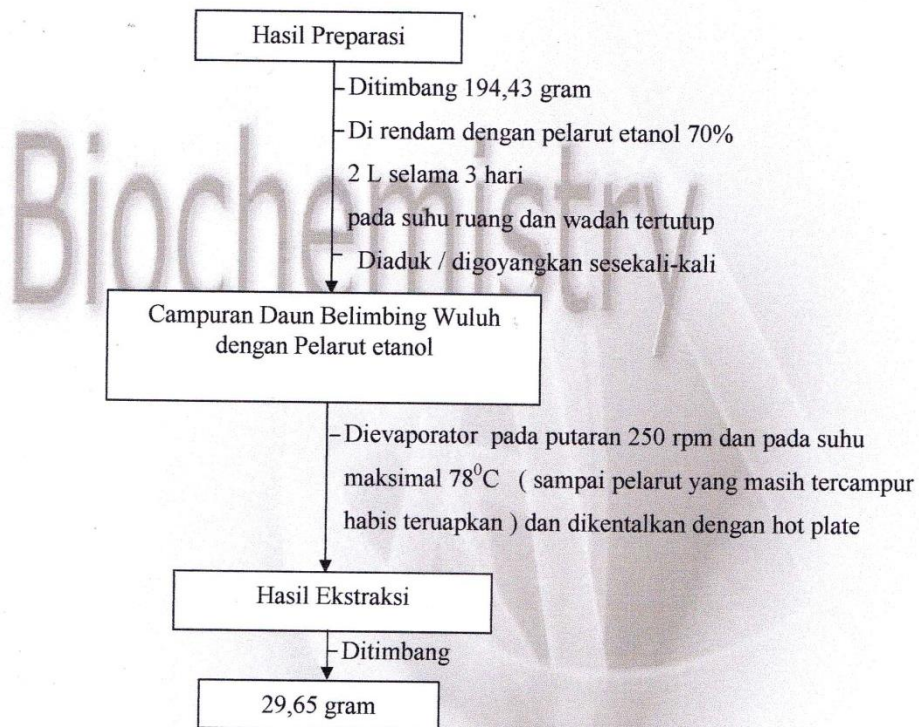 Hasil Preparasi
Ditimbang 194,43 gram
Di rendam dengan pelarut etanol 70%
2 L selama 3 hari
pada suhu ruang dan wadah tertutup
Diaduk / digoyangkan sesekali-kali
Biochemistry
Campuran Daun Belimbing Wuluh
dengan Pelarut etanol
Dievaporator pada putaran 250 rpm dan pada suhu
maksimal 78⁰C ( sampai pelarut yang masih tercampur
habis teruapkan ) dan dikentalkan dengan hot plate
Hasil Ekstraksi
Ditimbang
29,65 gram